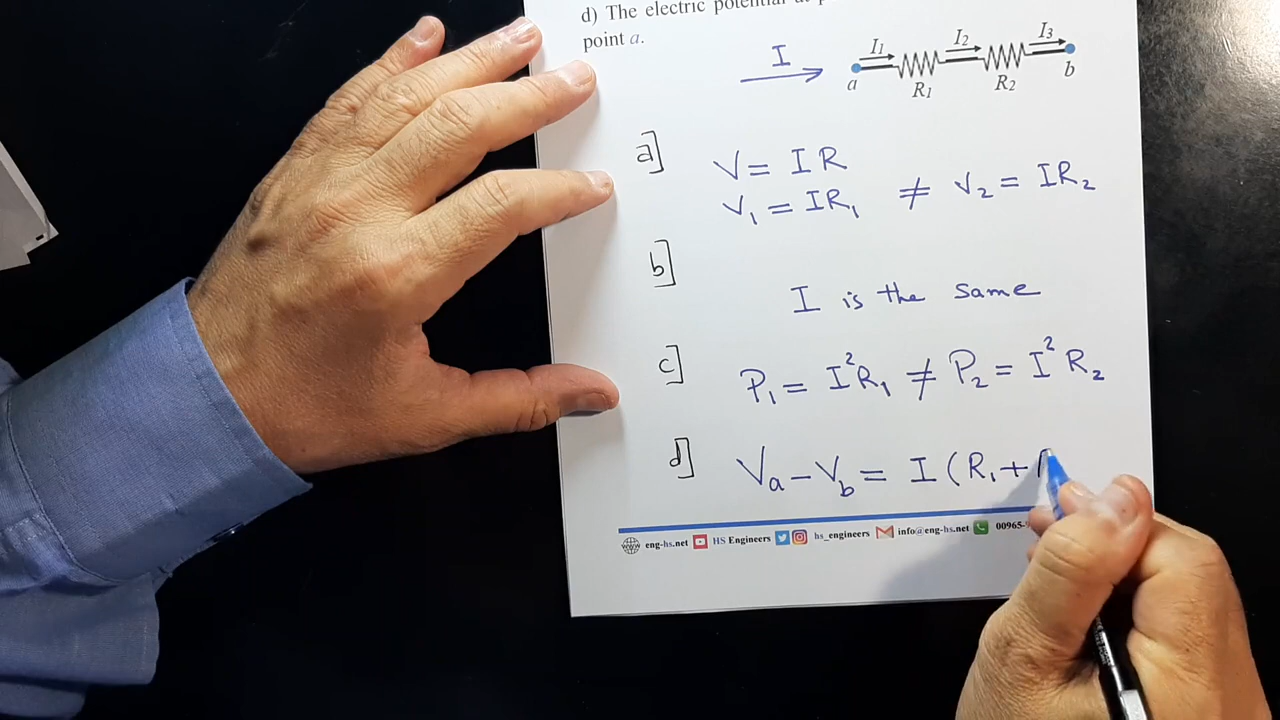 d) The electric potential at p
point a.
I
I₁ I₂ I₃
a R₁ R₂ b
a]
V = I R
V₁ = IR₁ ≠ V₂ = IR₂
b]
I is the same
c]
P₁ = I²R₁ ≠ P₂ = I²R₂
d]
Va − Vb = I (R₁ +
www eng-hs.net HS Engineers hs_engineers info@eng-hs.net 00965-